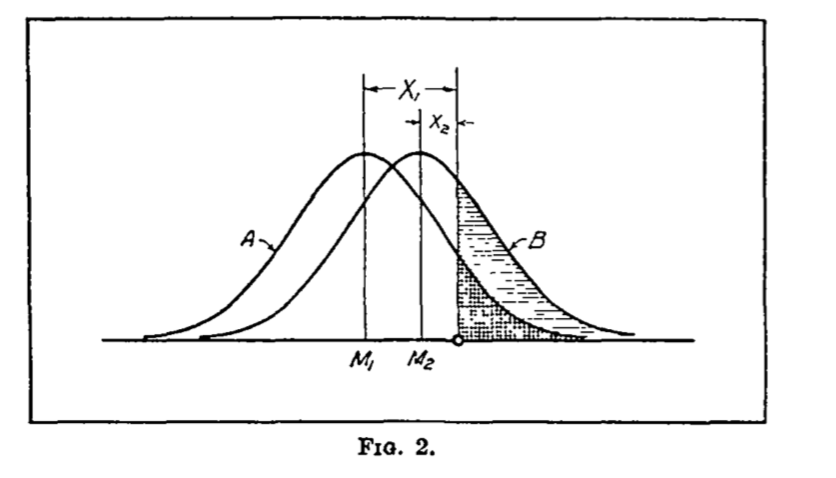 X₁
X₂
A B
M₁ M₂
FIG. 2.